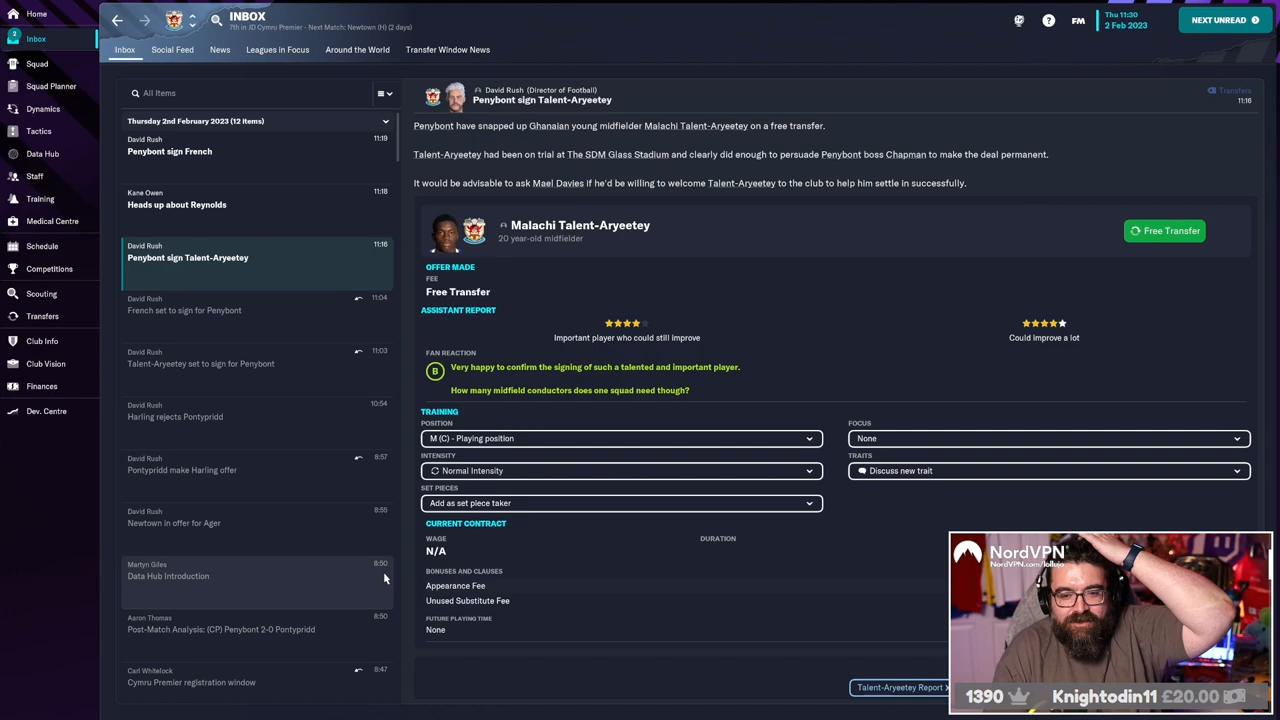 Home
INBOX
7th in JD Cymru Premier - Next Match: Newtown (H) (2 days)
FM
Thu 11:30
2 Feb 2023
NEXT UNREAD
2
Inbox
Squad
Squad Planner
Dynamics
Tactics
Data Hub
Staff
Training
Medical Centre
Schedule
Competitions
Scouting
Transfers
Club Info
Club Vision
Finances
Dev. Centre
Inbox
Social Feed
News
Leagues in Focus
Around the World
Transfer Window News
All Items
Thursday 2nd February 2023 (12 Items)
David Rush
11:19
Penybont sign French
Kane Owen
11:18
Heads up about Reynolds
David Rush
11:16
Penybont sign Talent-Aryeetey
David Rush
11:04
French set to sign for Penybont
David Rush
11:03
Talent-Aryeetey set to sign for Penybont
David Rush
10:54
Harling rejects Pontypridd
David Rush
8:57
Pontypridd make Harling offer
David Rush
8:55
Newtown in offer for Ager
Martyn Giles
8:50
Data Hub Introduction
Aaron Thomas
8:50
Post-Match Analysis: (CP) Penybont 2-0 Pontypridd
Carl Whitelock
8:47
Cymru Premier registration window
David Rush (Director of Football)
Penybont sign Talent-Aryeetey
Transfers
11:16
Penybont have snapped up Ghanaian young midfielder Malachi Talent-Aryeetey on a free transfer.
Talent-Aryeetey had been on trial at The SDM Glass Stadium and clearly did enough to persuade Penybont boss Chapman to make the deal permanent.
It would be advisable to ask Mael Davies if he'd be willing to welcome Talent-Aryeetey to the club to help him settle in successfully.
Malachi Talent-Aryeetey
20 year-old midfielder
Free Transfer
OFFER MADE
FEE
Free Transfer
ASSISTANT REPORT
Important player who could still improve
Could improve a lot
FAN REACTION
B
Very happy to confirm the signing of such a talented and important player.
How many midfield conductors does one squad need though?
TRAINING
POSITION
M (C) - Playing position
FOCUS
None
INTENSITY
Normal Intensity
TRAITS
Discuss new trait
SET PIECES
Add as set piece taker
CURRENT CONTRACT
WAGE
N/A
DURATION
BONUSES AND CLAUSES
Appearance Fee
Unused Substitute Fee
FUTURE PLAYING TIME
None
Talent-Aryeetey Report
NordVPN
NordVPN.com/lollujo
1390
Knightodin11 £20.00